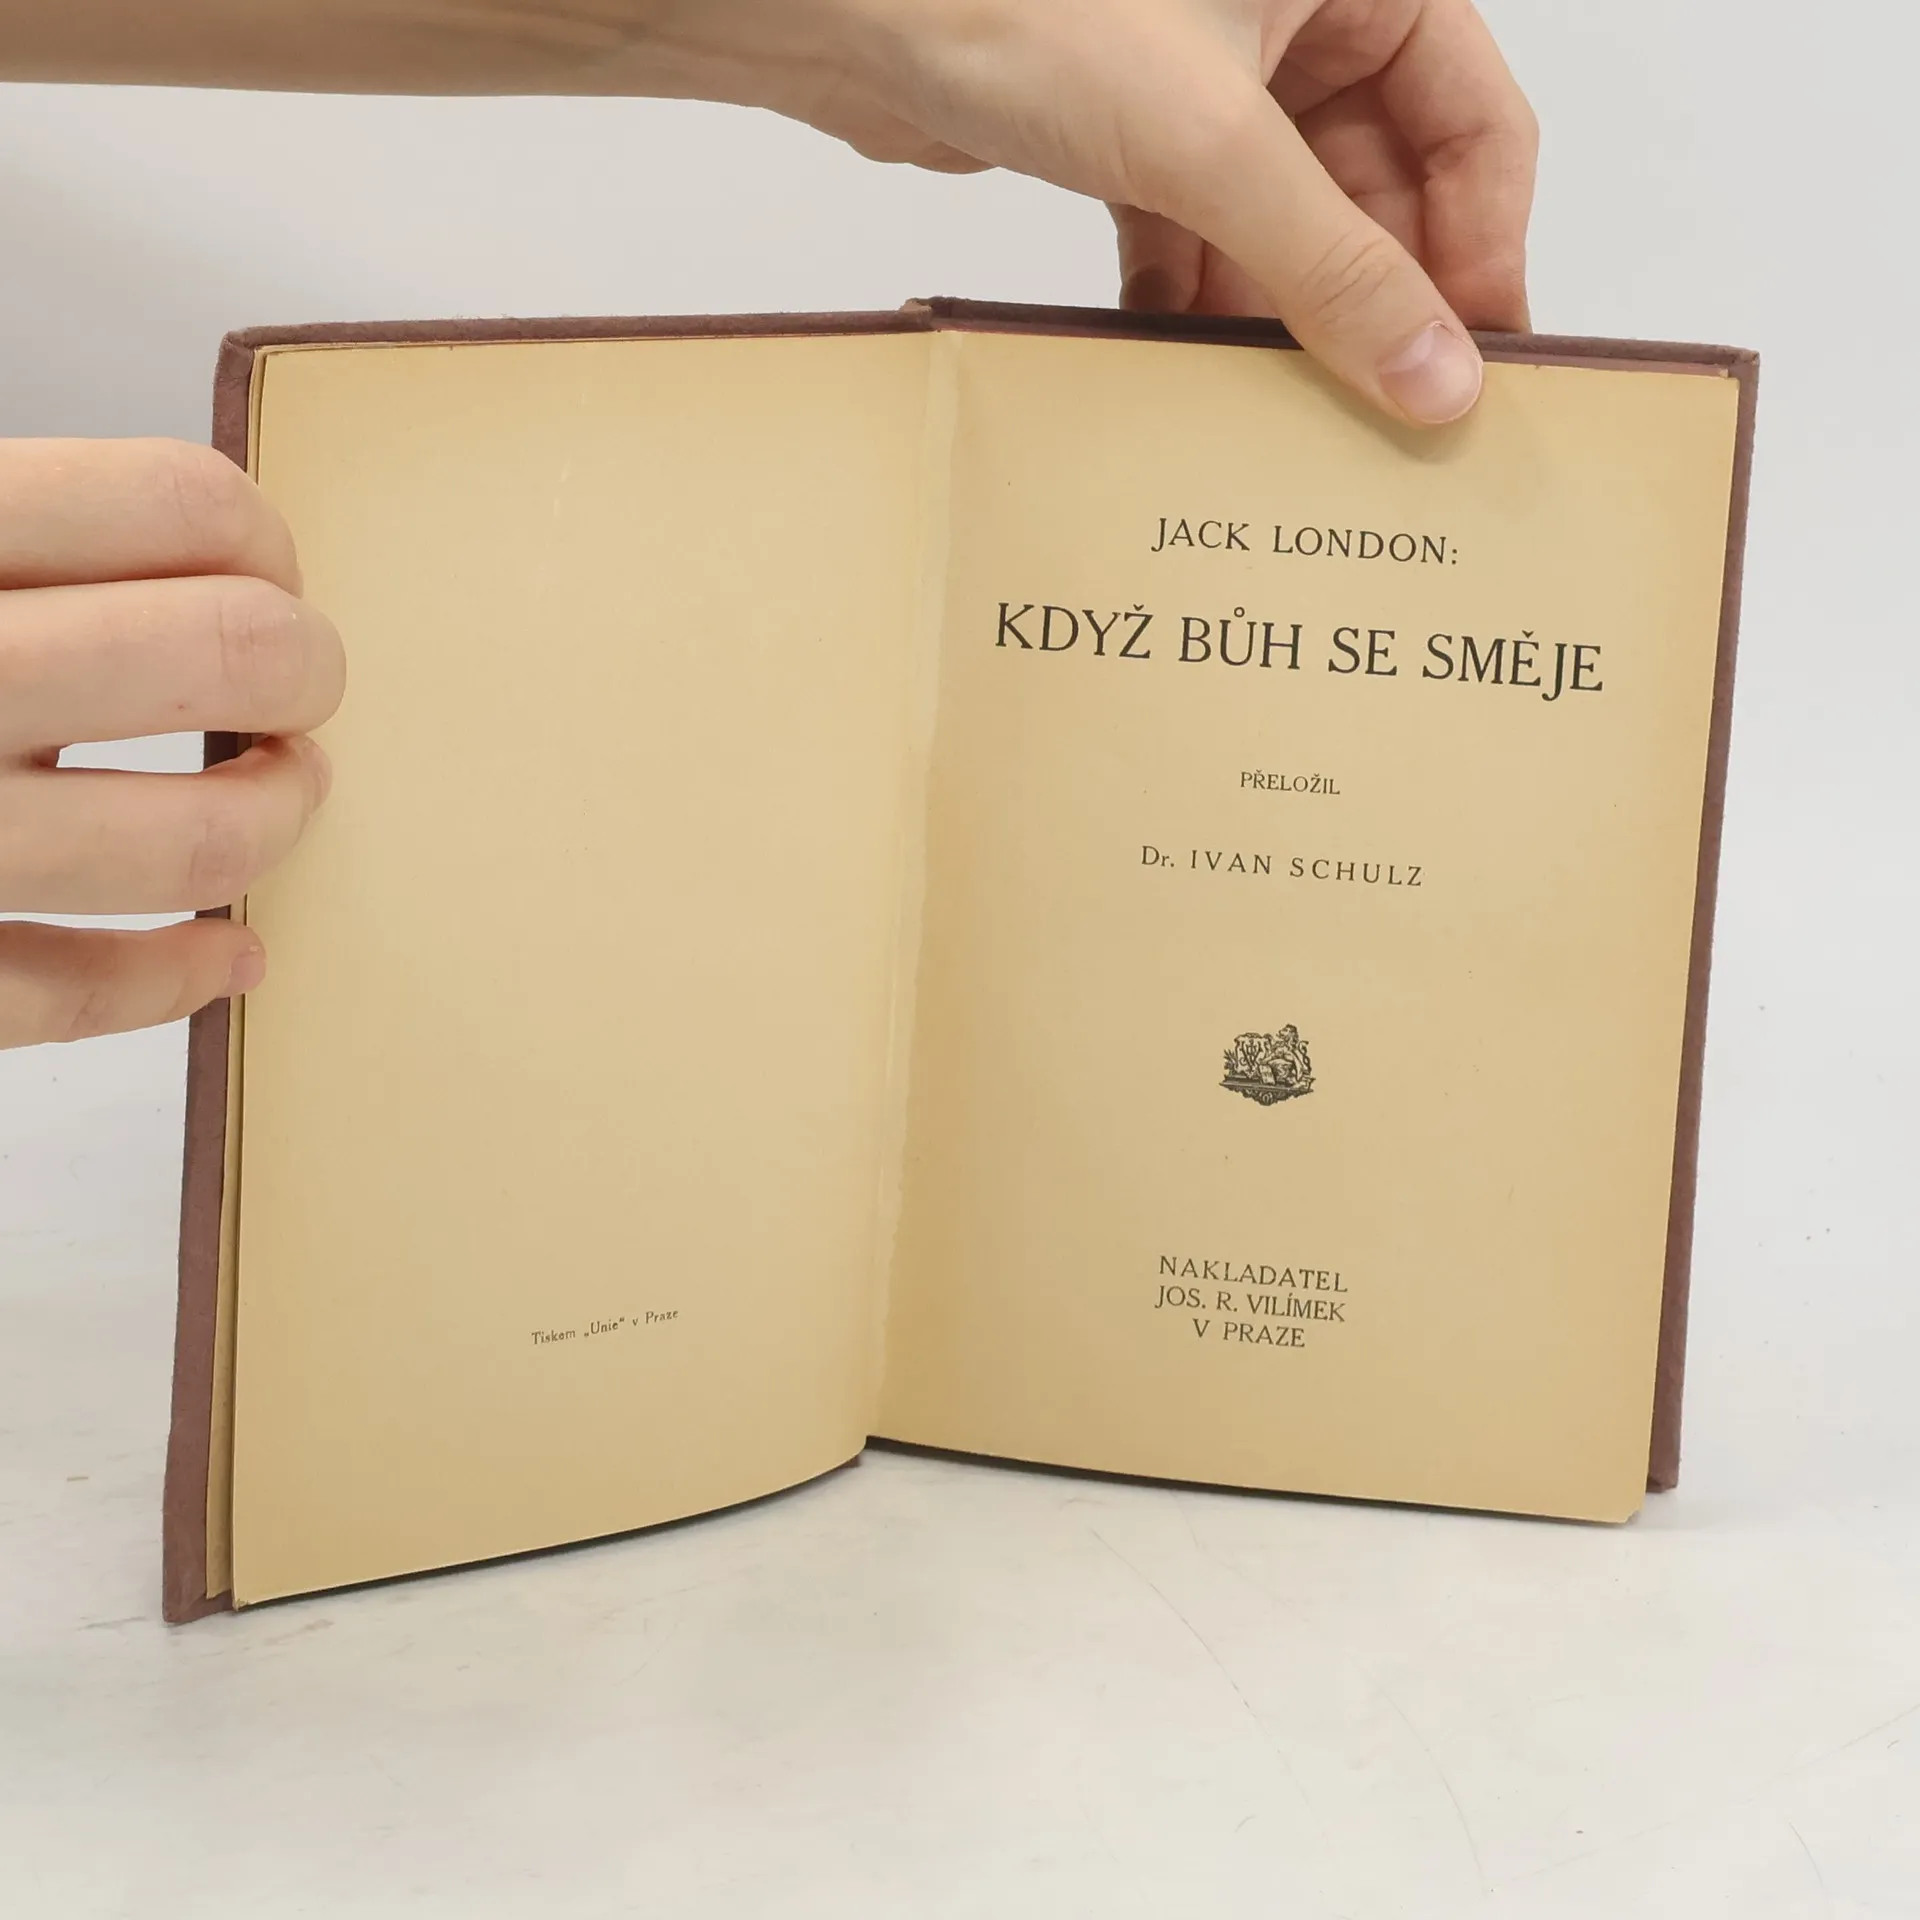 Tiskem „Unie“ v Praze
JACK LONDON:
KDYŽ BŮH SE SMĚJE
PŘELOŽIL
Dr. IVAN SCHULZ
NAKLADATEL
JOS. R. VILÍMEK
V PRAZE